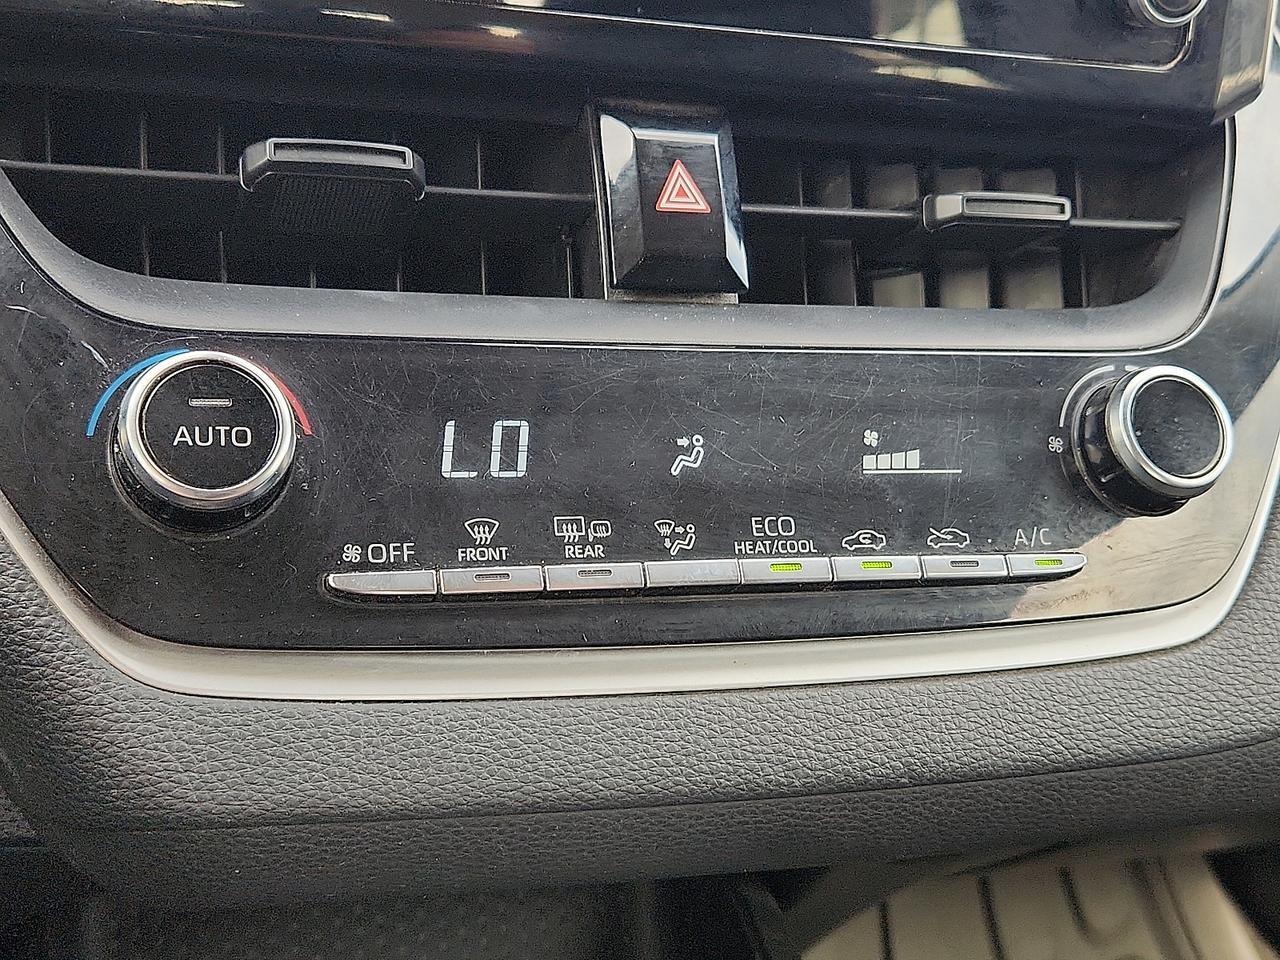 AUTO
LO
OFF
FRONT
REAR
ECO
HEAT/COOL
A/C